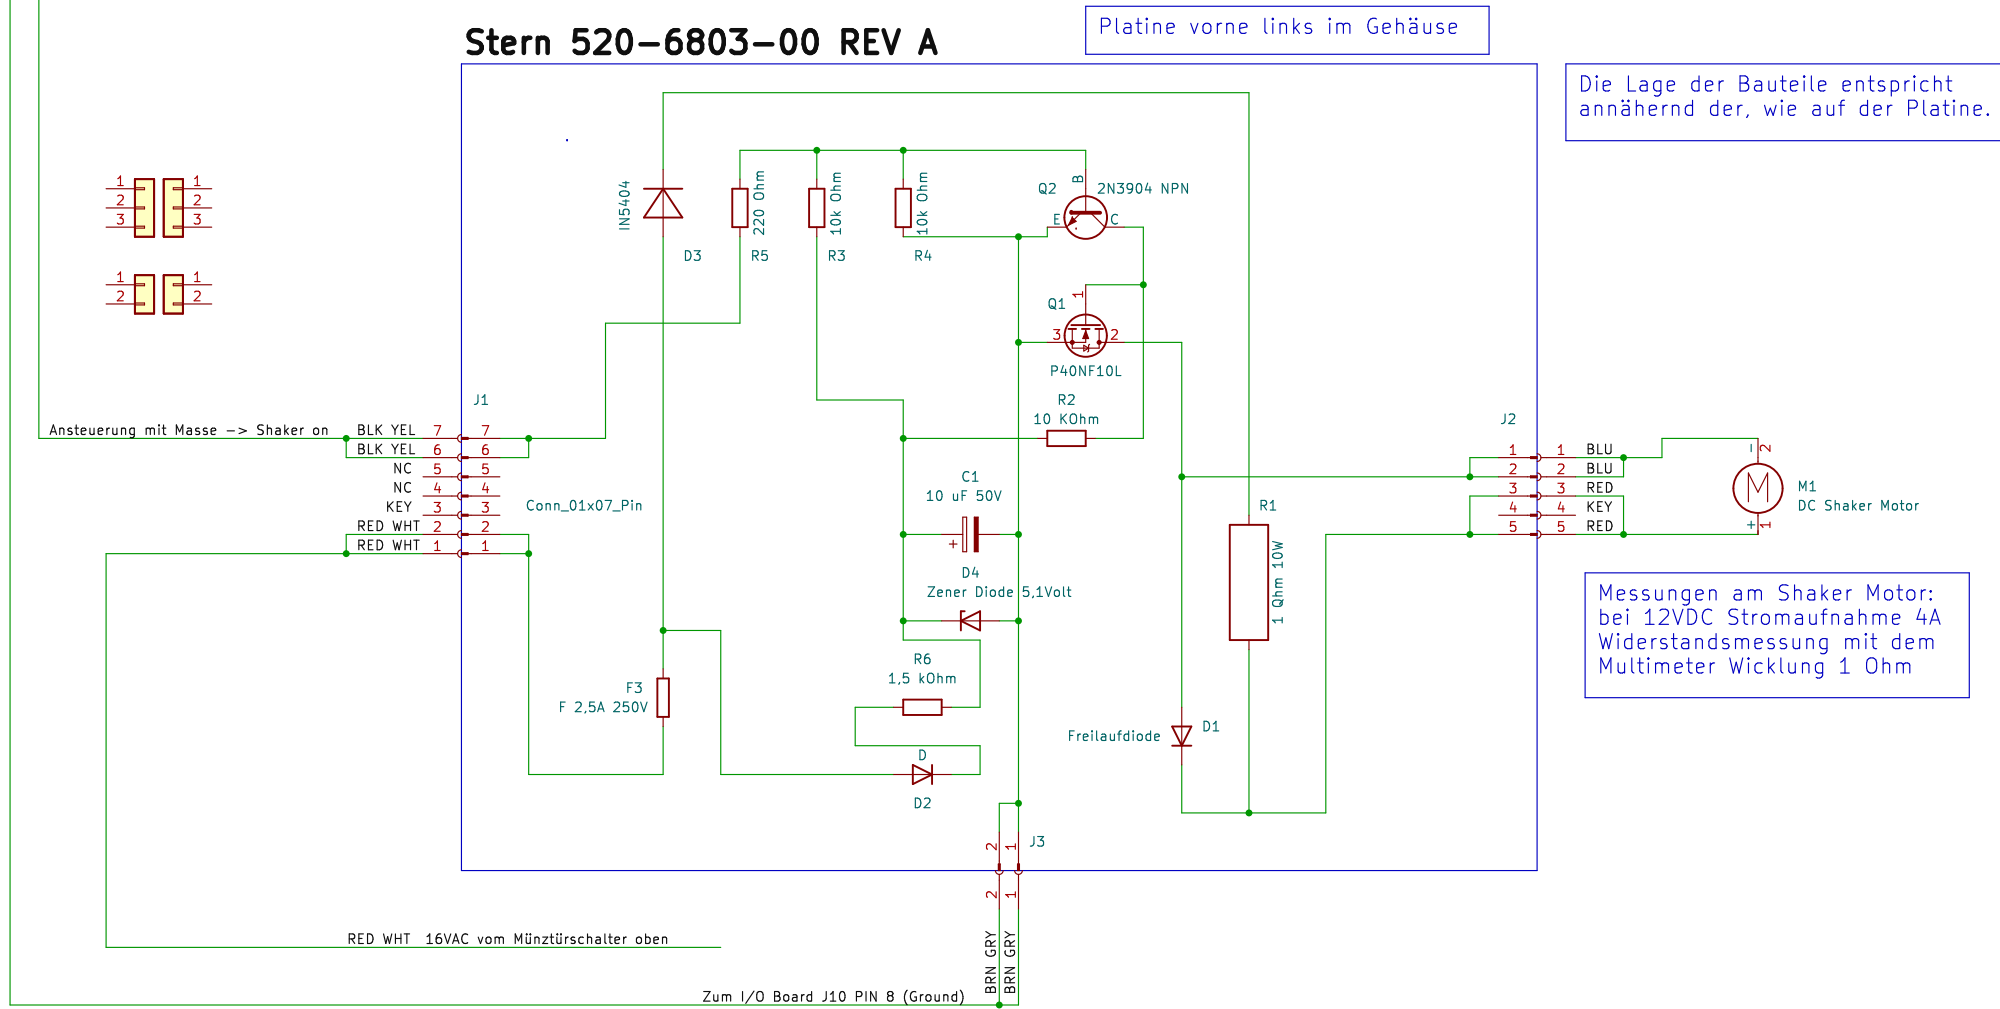 Stern 520-6803-00 REV A
Platine vorne links im Gehäuse
Die Lage der Bauteile entspricht
annähernd der, wie auf der Platine.
1 1
2 2
3 3
1 1
2 2
IN5404
D3
220 Ohm
R5
10k Ohm
R3
10k Ohm
R4
Q2
B
2N3904 NPN
E
C
Q1
1
3
2
P40NF10L
R2
10 KOhm
J1
Ansteuerung mit Masse -> Shaker on
BLK YEL 7 7
BLK YEL 6 6
NC 5 5
NC 4 4
KEY 3 3
RED WHT 2 2
RED WHT 1 1
Conn_01x07_Pin
C1
10 uF 50V
+
D4
Zener Diode 5,1Volt
R6
1,5 kOhm
F3
F 2,5A 250V
D
D2
Freilaufdiode
D1
R1
1 Qhm 10W
J2
1 1 BLU
2 2 BLU
3 3 RED
4 4 KEY
5 5 RED
- 2
M
M1
DC Shaker Motor
+ 1
Messungen am Shaker Motor:
bei 12VDC Stromaufnahme 4A
Widerstandsmessung mit dem
Multimeter Wicklung 1 Ohm
J3
2 1
2 1
BRN GRY
BRN GRY
RED WHT 16VAC vom Münztürschalter oben
Zum I/O Board J10 PIN 8 (Ground)